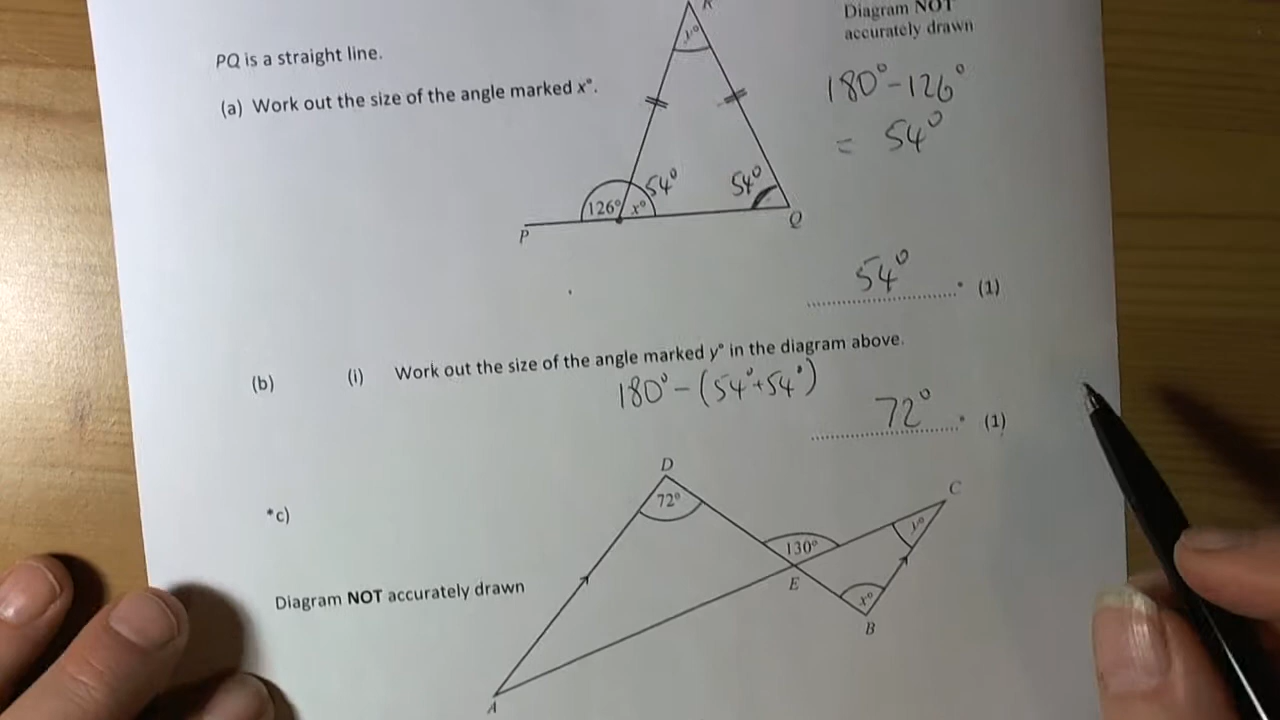 PQ is a straight line.
(a) Work out the size of the angle marked x°.
y°
126°
x°
54°
54°
P
Q
Diagram NOT
accurately drawn
180°-126°
= 54°
54°
° (1)
(b) (i) Work out the size of the angle marked y° in the diagram above.
180°-(54°+54°)
72°
° (1)
*c)
Diagram NOT accurately drawn
D
72°
130°
C
y°
E
x°
B
A